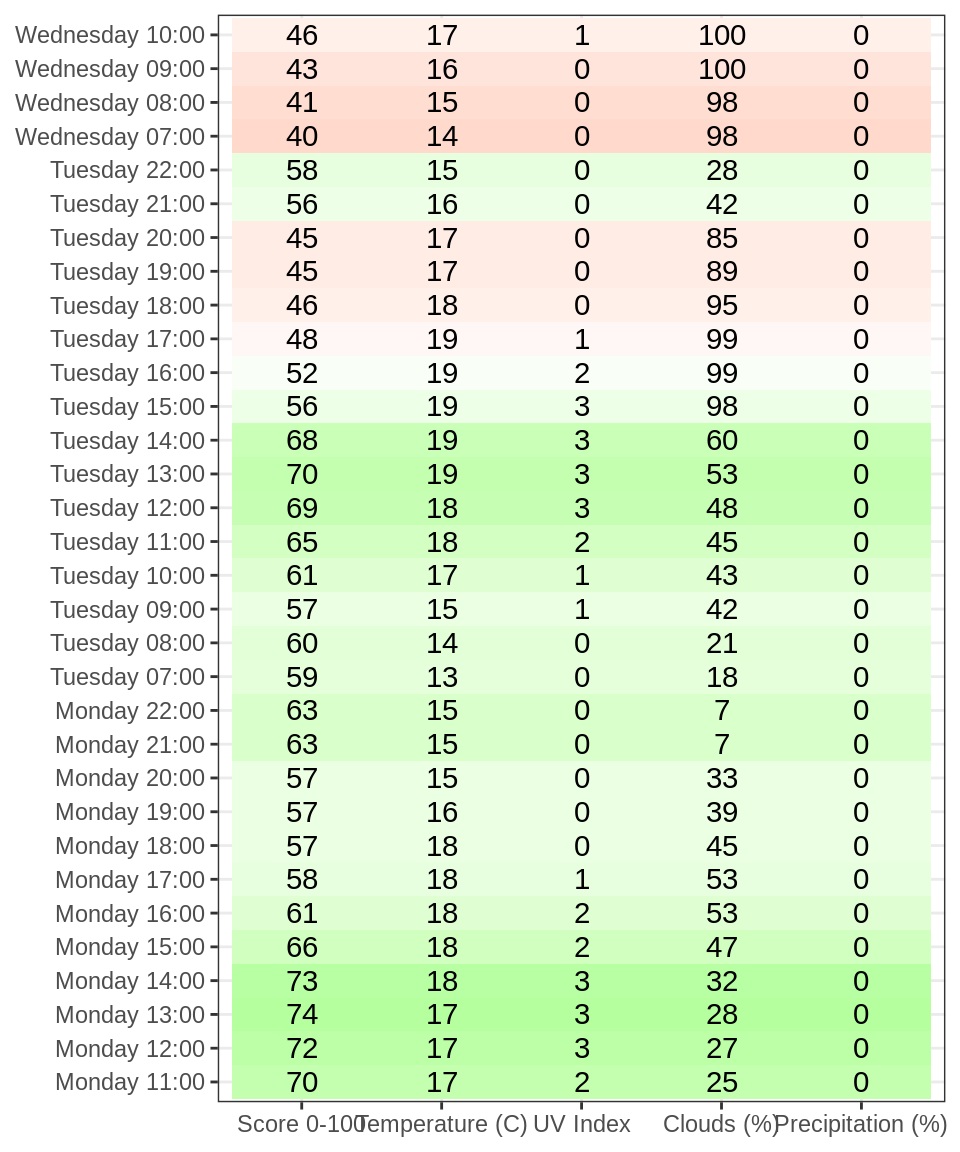 Wednesday 10:00 46 17 1 100 0
Wednesday 09:00 43 16 0 100 0
Wednesday 08:00 41 15 0 98 0
Wednesday 07:00 40 14 0 98 0
Tuesday 22:00 58 15 0 28 0
Tuesday 21:00 56 16 0 42 0
Tuesday 20:00 45 17 0 85 0
Tuesday 19:00 45 17 0 89 0
Tuesday 18:00 46 18 0 95 0
Tuesday 17:00 48 19 1 99 0
Tuesday 16:00 52 19 2 99 0
Tuesday 15:00 56 19 3 98 0
Tuesday 14:00 68 19 3 60 0
Tuesday 13:00 70 19 3 53 0
Tuesday 12:00 69 18 3 48 0
Tuesday 11:00 65 18 2 45 0
Tuesday 10:00 61 17 1 43 0
Tuesday 09:00 57 15 1 42 0
Tuesday 08:00 60 14 0 21 0
Tuesday 07:00 59 13 0 18 0
Monday 22:00 63 15 0 7 0
Monday 21:00 63 15 0 7 0
Monday 20:00 57 15 0 33 0
Monday 19:00 57 16 0 39 0
Monday 18:00 57 18 0 45 0
Monday 17:00 58 18 1 53 0
Monday 16:00 61 18 2 53 0
Monday 15:00 66 18 2 47 0
Monday 14:00 73 18 3 32 0
Monday 13:00 74 17 3 28 0
Monday 12:00 72 17 3 27 0
Monday 11:00 70 17 2 25 0
Score 0-100 Temperature (C) UV Index Clouds (%) Precipitation (%)